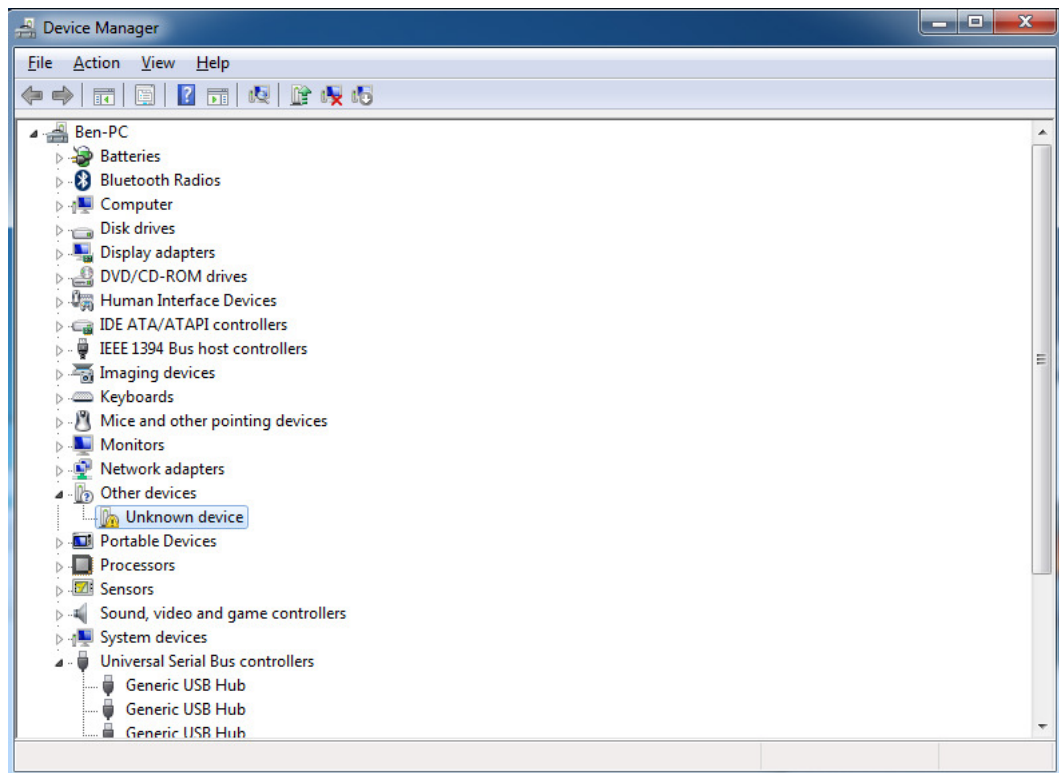 Device Manager
File Action View Help
Ben-PC
Batteries
Bluetooth Radios
Computer
Disk drives
Display adapters
DVD/CD-ROM drives
Human Interface Devices
IDE ATA/ATAPI controllers
IEEE 1394 Bus host controllers
Imaging devices
Keyboards
Mice and other pointing devices
Monitors
Network adapters
Other devices
Unknown device
Portable Devices
Processors
Sensors
Sound, video and game controllers
System devices
Universal Serial Bus controllers
Generic USB Hub
Generic USB Hub
Generic USB Hub